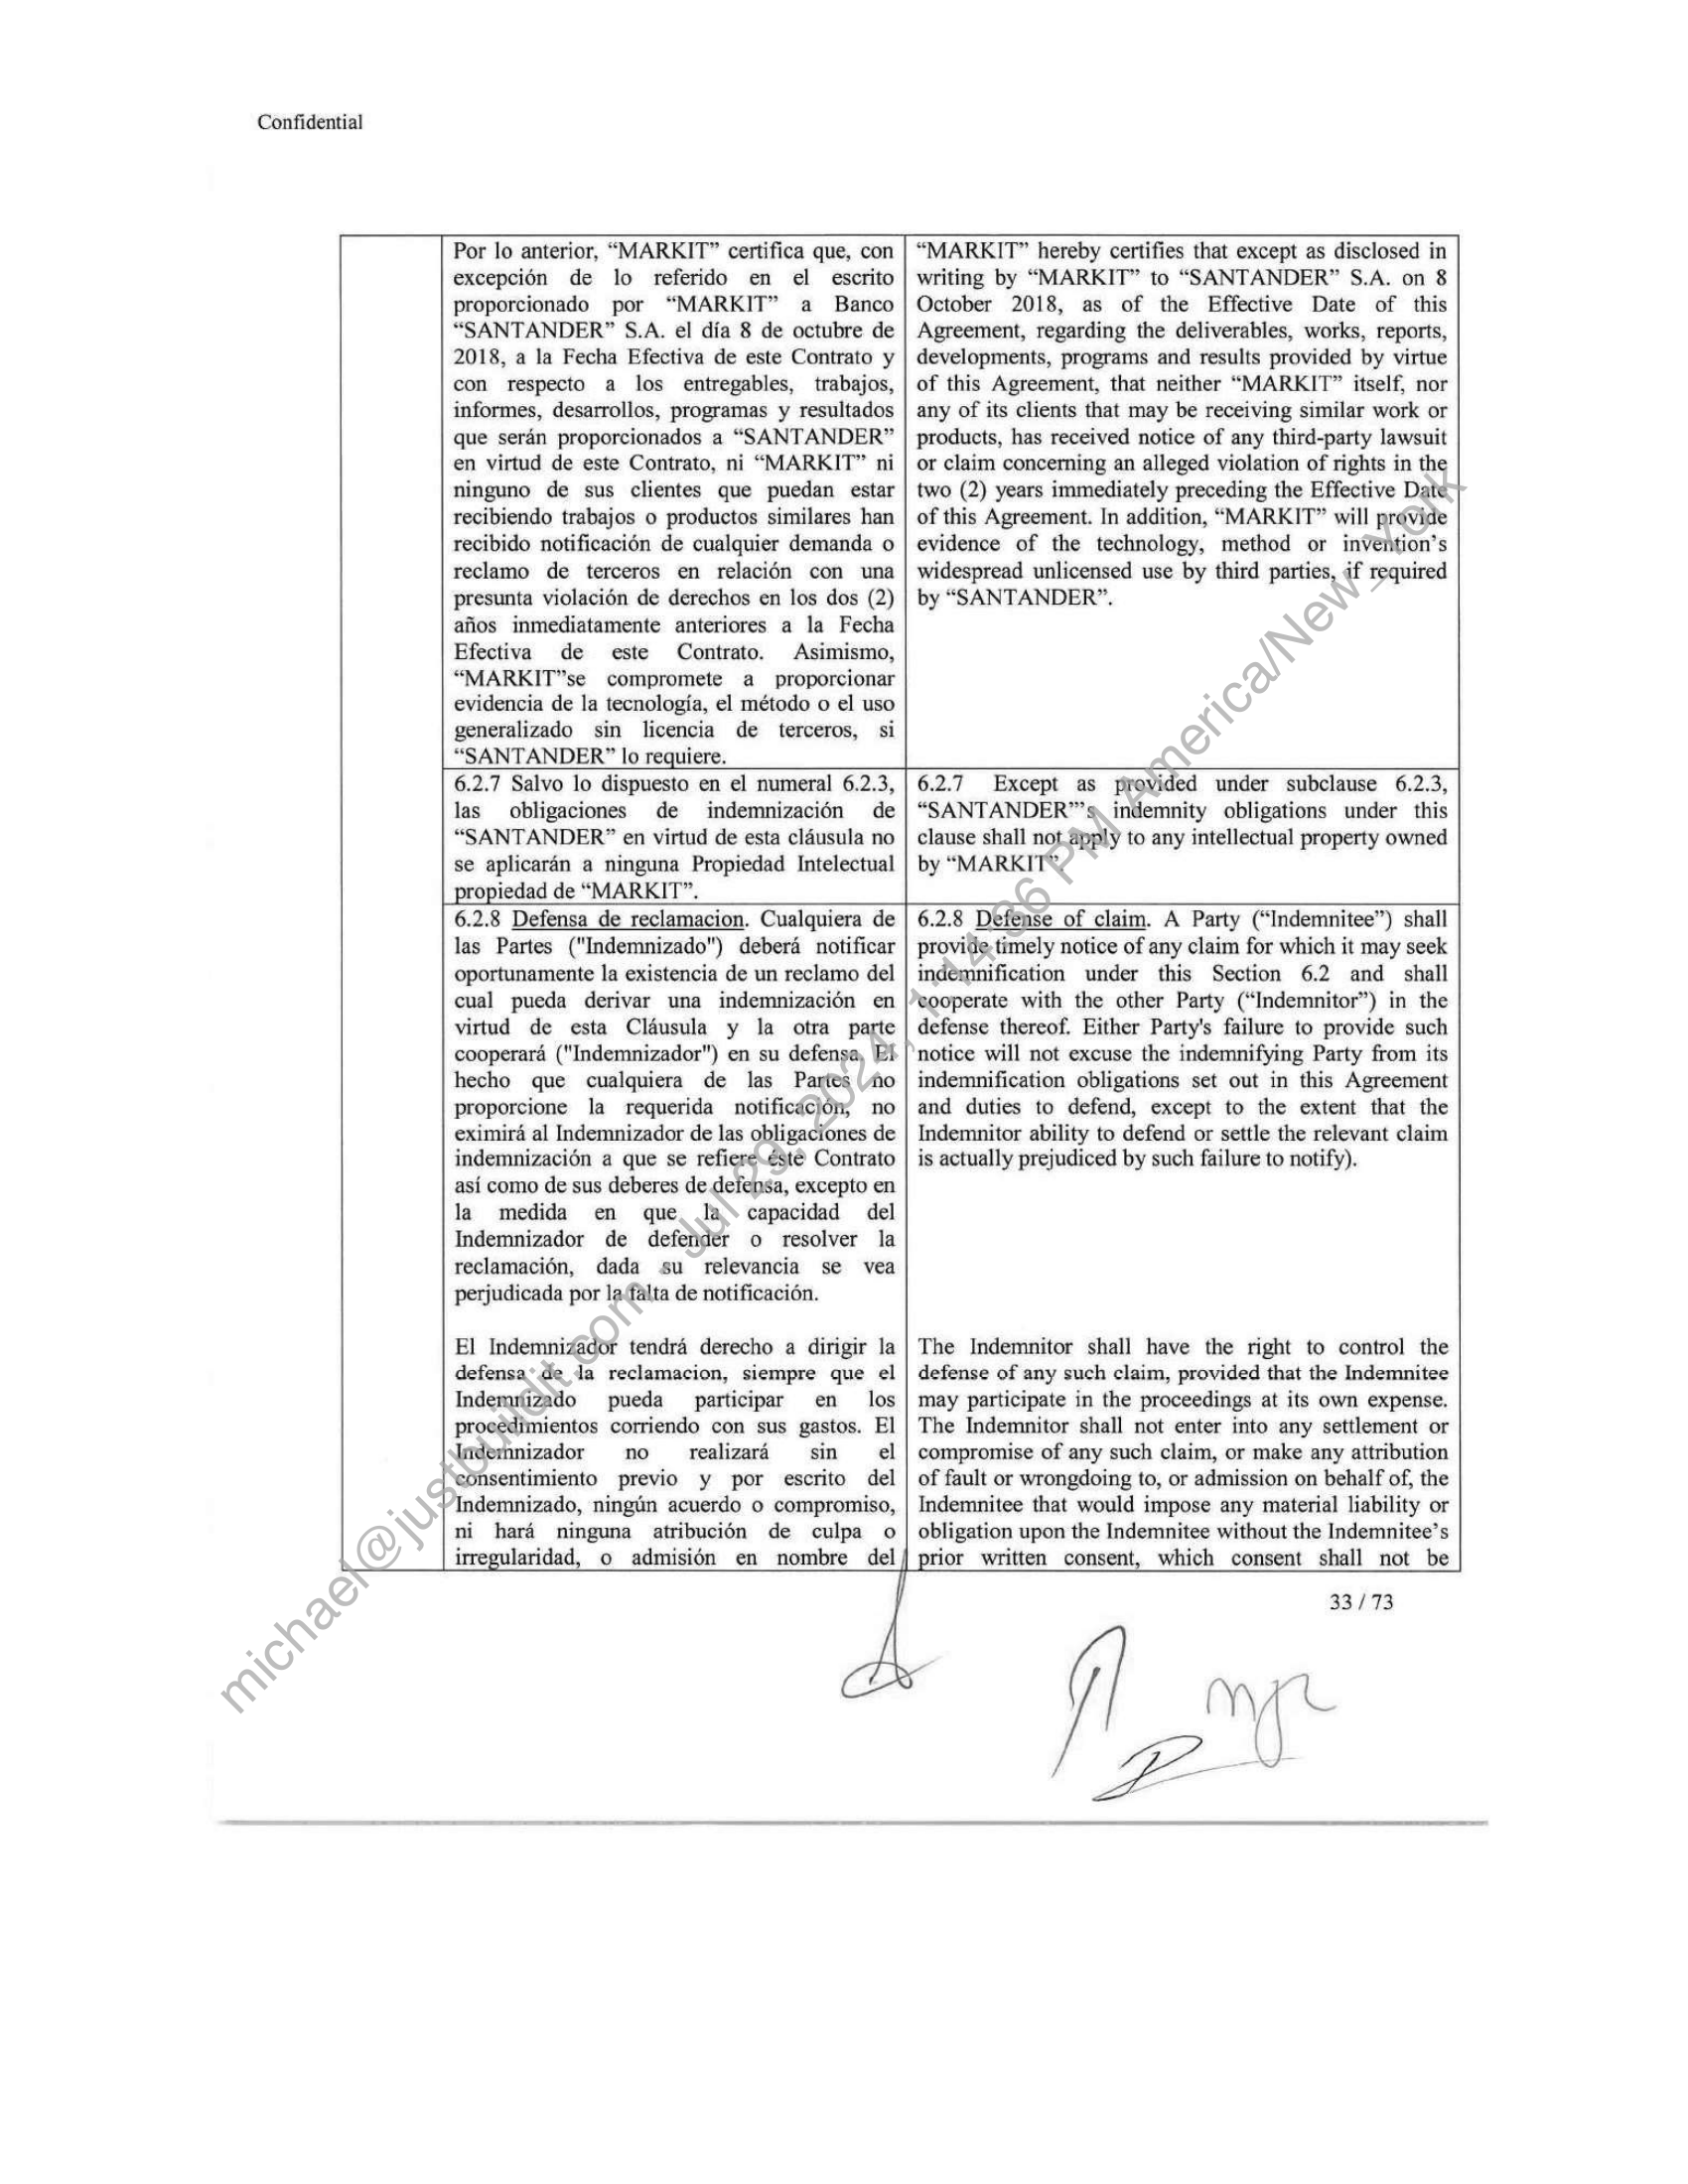 Confidential
Por lo anterior, “MARKIT” certifica que, con
excepción de lo referido en el escrito
proporcionado por “MARKIT” a Banco
“SANTANDER” S.A. el día 8 de octubre de
2018, a la Fecha Efectiva de este Contrato y
con respecto a los entregables, trabajos,
informes, desarrollos, programas y resultados
que serán proporcionados a “SANTANDER”
en virtud de este Contrato, ni “MARKIT” ni
ninguno de sus clientes que puedan estar
recibiendo trabajos o productos similares han
recibido notificación de cualquier demanda o
reclamo de terceros en relación con una
presunta violación de derechos en los dos (2)
años inmediatamente anteriores a la Fecha
Efectiva de este Contrato. Asimismo,
“MARKIT”se compromete a proporcionar
evidencia de la tecnología, el método o el uso
generalizado sin licencia de terceros, si
“SANTANDER” lo requiere.
“MARKIT” hereby certifies that except as disclosed in
writing by “MARKIT” to “SANTANDER” S.A. on 8
October 2018, as of the Effective Date of this
Agreement, regarding the deliverables, works, reports,
developments, programs and results provided by virtue
of this Agreement, that neither “MARKIT” itself, nor
any of its clients that may be receiving similar work or
products, has received notice of any third-party lawsuit
or claim concerning an alleged violation of rights in the
two (2) years immediately preceding the Effective Date
of this Agreement. In addition, “MARKIT” will provide
evidence of the technology, method or invention’s
widespread unlicensed use by third parties, if required
by “SANTANDER”.
6.2.7 Salvo lo dispuesto en el numeral 6.2.3,
las obligaciones de indemnización de
“SANTANDER” en virtud de esta cláusula no
se aplicarán a ninguna Propiedad Intelectual
propiedad de “MARKIT”.
6.2.7 Except as provided under subclause 6.2.3,
“SANTANDER”’s indemnity obligations under this
clause shall not apply to any intellectual property owned
by “MARKIT”.
6.2.8 Defensa de reclamacion. Cualquiera de
las Partes ("Indemnizado") deberá notificar
oportunamente la existencia de un reclamo del
cual pueda derivar una indemnización en
virtud de esta Cláusula y la otra parte
cooperará ("Indemnizador") en su defensa. El
hecho que cualquiera de las Partes no
proporcione la requerida notificación, no
eximirá al Indemnizador de las obligaciones de
indemnización a que se refiere éste Contrato
así como de sus deberes de defensa, excepto en
la medida en que la capacidad del
Indemnizador de defender o resolver la
reclamación, dada su relevancia se vea
perjudicada por la falta de notificación.
El Indemnizador tendrá derecho a dirigir la
defensa de la reclamacion, siempre que el
Indemnizado pueda participar en los
procedimientos corriendo con sus gastos. El
Indemnizador no realizará sin el
consentimiento previo y por escrito del
Indemnizado, ningún acuerdo o compromiso,
ni hará ninguna atribución de culpa o
irregularidad, o admisión en nombre del
6.2.8 Defense of claim. A Party (“Indemnitee”) shall
provide timely notice of any claim for which it may seek
indemnification under this Section 6.2 and shall
cooperate with the other Party (“Indemnitor”) in the
defense thereof. Either Party's failure to provide such
notice will not excuse the indemnifying Party from its
indemnification obligations set out in this Agreement
and duties to defend, except to the extent that the
Indemnitor ability to defend or settle the relevant claim
is actually prejudiced by such failure to notify).
The Indemnitor shall have the right to control the
defense of any such claim, provided that the Indemnitee
may participate in the proceedings at its own expense.
The Indemnitor shall not enter into any settlement or
compromise of any such claim, or make any attribution
of fault or wrongdoing to, or admission on behalf of, the
Indemnitee that would impose any material liability or
obligation upon the Indemnitee without the Indemnitee’s
prior written consent, which consent shall not be
33 / 73
michael@justbuildit.com - Jul 29, 2024, 1:14:36 PM America/New_York